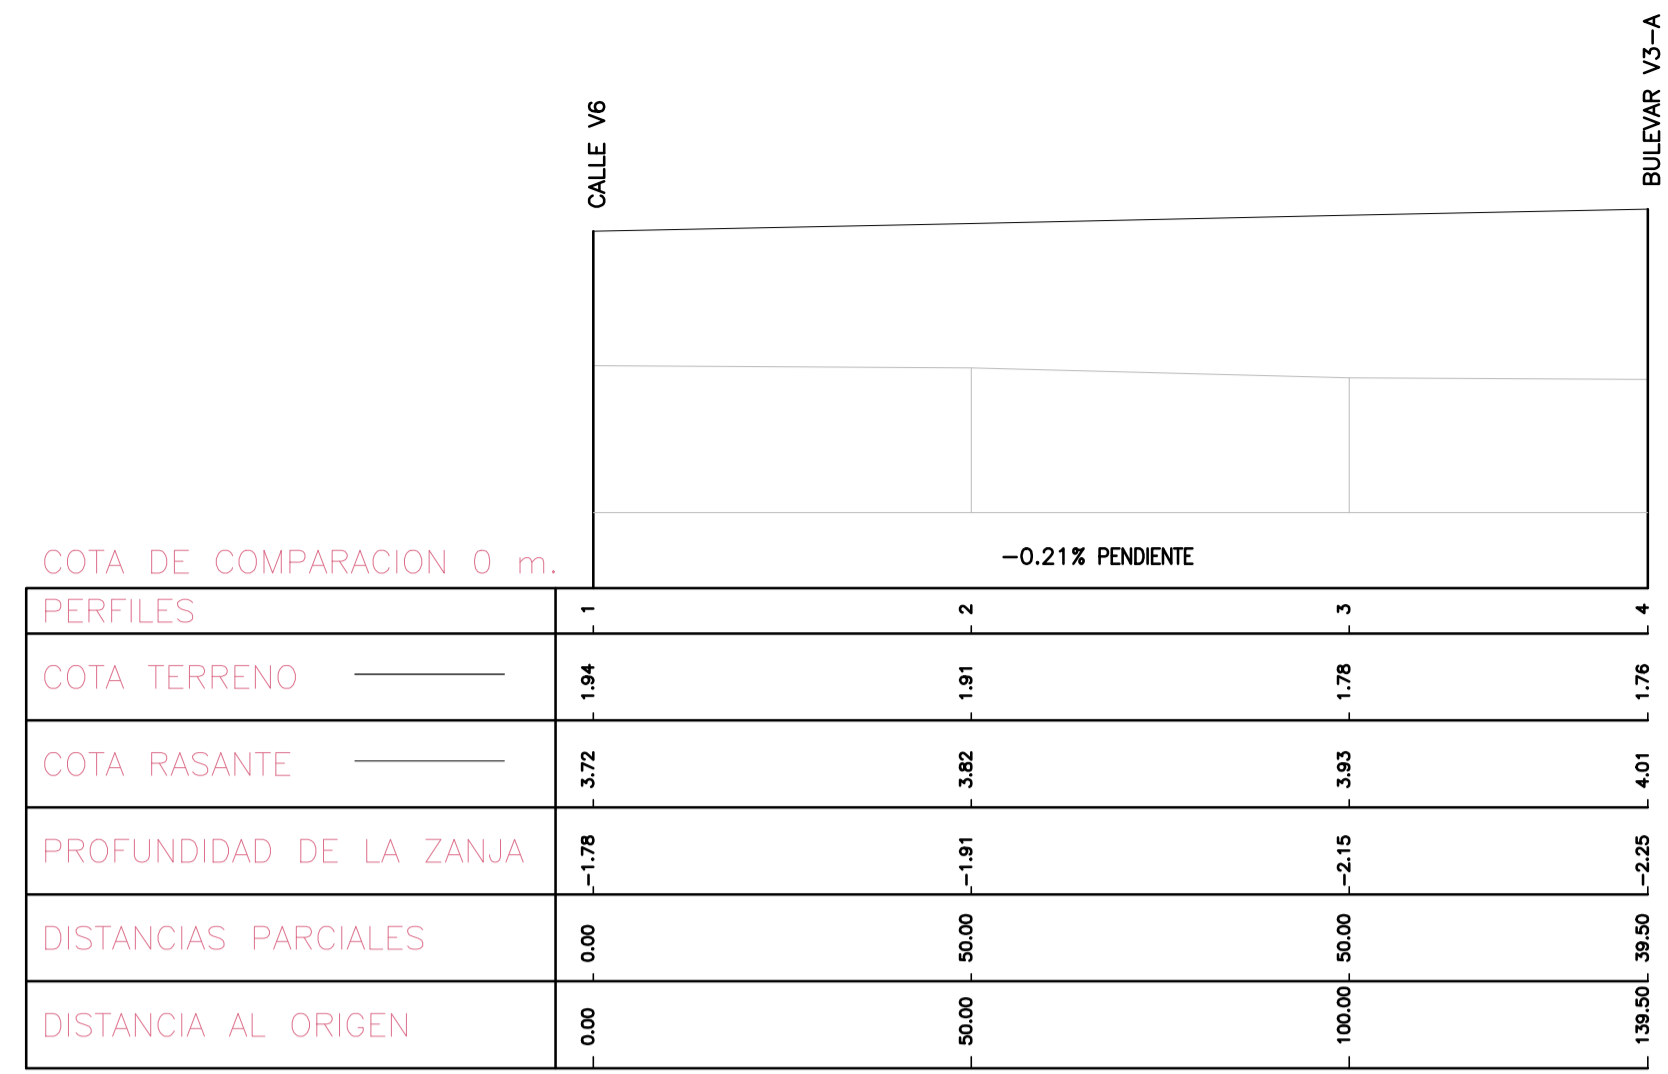 CALLE V6
BULEVAR V3-A
-0.21% PENDIENTE
COTA DE COMPARACION 0 m.
PERFILES 1 2 3 4
COTA TERRENO 1.94 1.91 1.78 1.76
COTA RASANTE 3.72 3.82 3.93 4.01
PROFUNDIDAD DE LA ZANJA -1.78 -1.91 -2.15 -2.25
DISTANCIAS PARCIALES 0.00 50.00 50.00 39.50
DISTANCIA AL ORIGEN 0.00 50.00 100.00 139.50